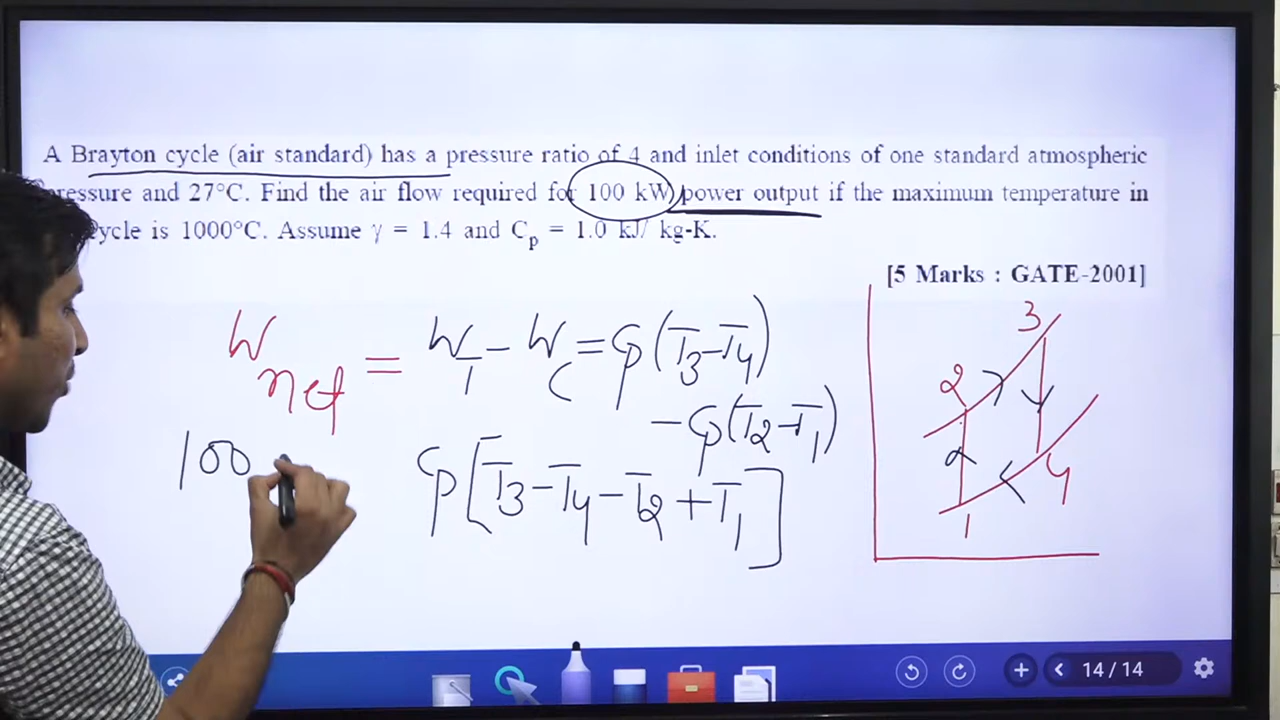 A Brayton cycle (air standard) has a pressure ratio of 4 and inlet conditions of one standard atmospheric
pressure and 27°C. Find the air flow required for 100 kW power output if the maximum temperature in
cycle is 1000°C. Assume γ = 1.4 and Cp = 1.0 kJ/ kg-K.
[5 Marks : GATE-2001]
Wnet = WT - WC = Cp(T3-T4)
-Cp(T2-T1)
100 Cp[T3-T4-T2+T1]
3
2
4
1
14 / 14